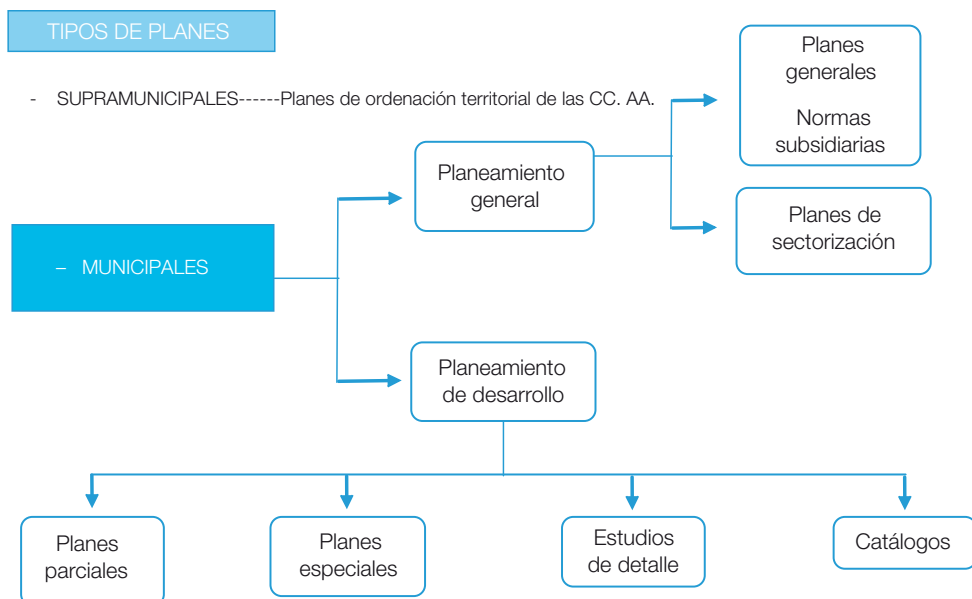 TIPOS DE PLANES
- SUPRAMUNICIPALES------Planes de ordenación territorial de las CC. AA.
Planes
generales
Normas
subsidiarias
Planeamiento
general
Planes de
sectorización
– MUNICIPALES
Planeamiento
de desarrollo
Planes
parciales
Planes
especiales
Estudios
de detalle
Catálogos